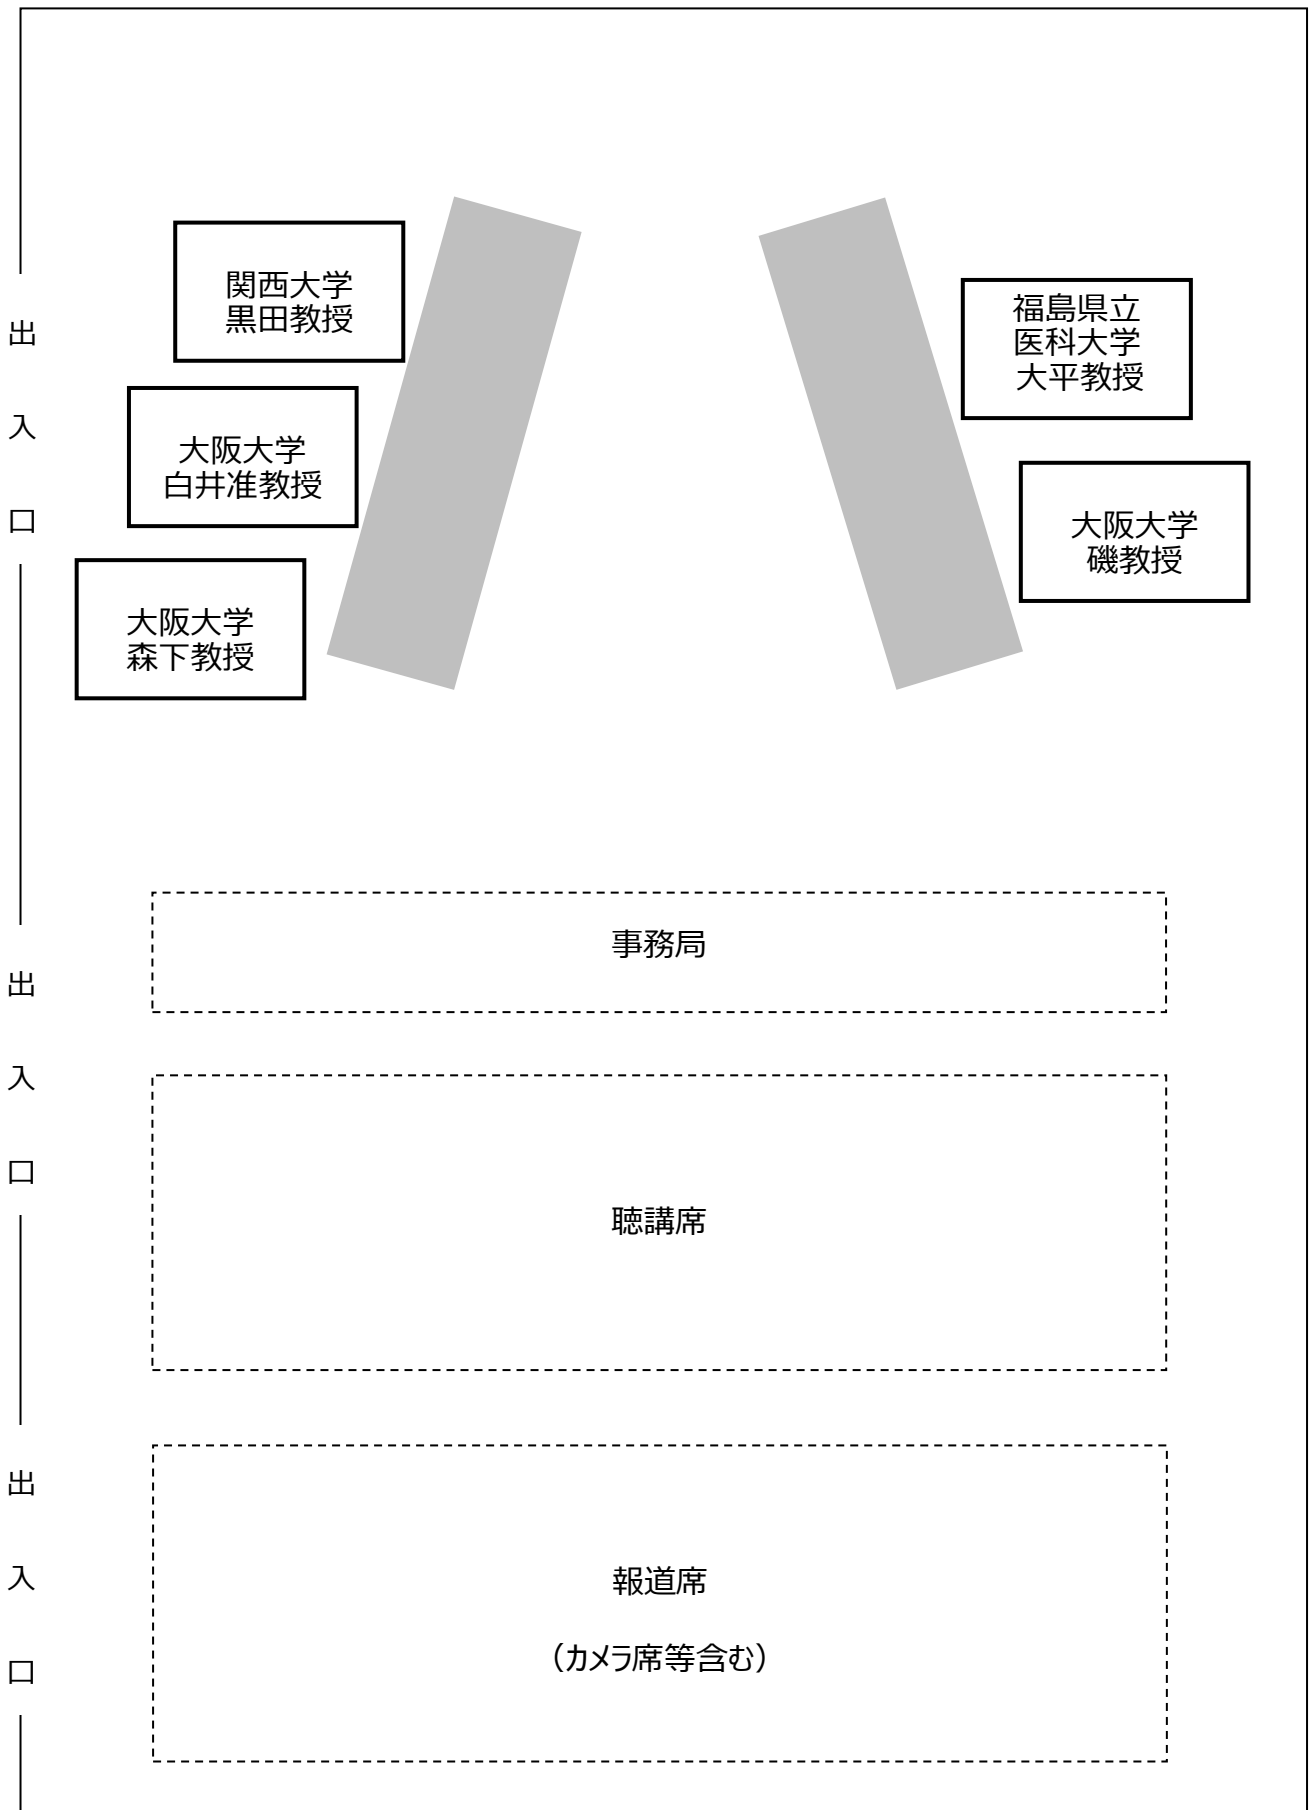 関西大学
黒田教授
福島県立
医科大学
大平教授
大阪大学
白井准教授
大阪大学
磯教授
大阪大学
森下教授
出
入
口
事務局
出
入
口
聴講席
出
入
口
報道席
（カメラ席等含む）